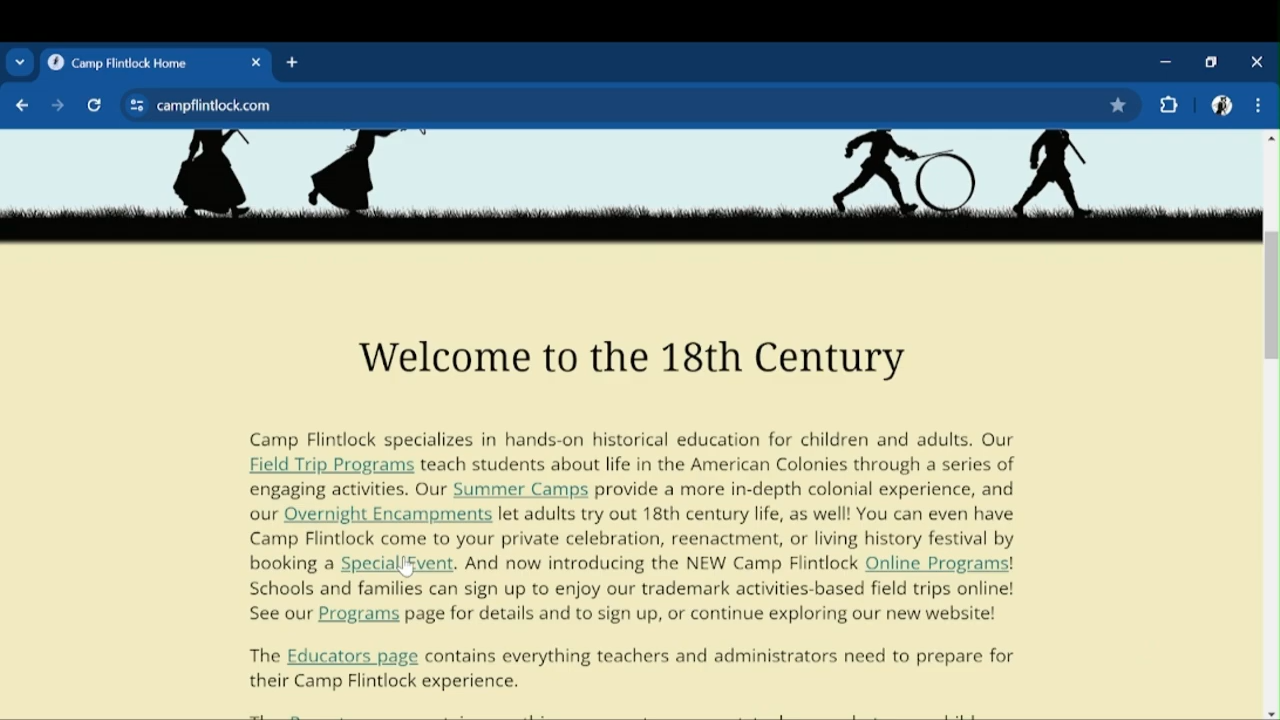 Camp Flintlock Home
campflintlock.com
Welcome to the 18th Century
Camp Flintlock specializes in hands-on historical education for children and adults. Our
Field Trip Programs teach students about life in the American Colonies through a series of
engaging activities. Our Summer Camps provide a more in-depth colonial experience, and
our Overnight Encampments let adults try out 18th century life, as well! You can even have
Camp Flintlock come to your private celebration, reenactment, or living history festival by
booking a Special Event. And now introducing the NEW Camp Flintlock Online Programs!
Schools and families can sign up to enjoy our trademark activities-based field trips online!
See our Programs page for details and to sign up, or continue exploring our new website!
The Educators page contains everything teachers and administrators need to prepare for
their Camp Flintlock experience.